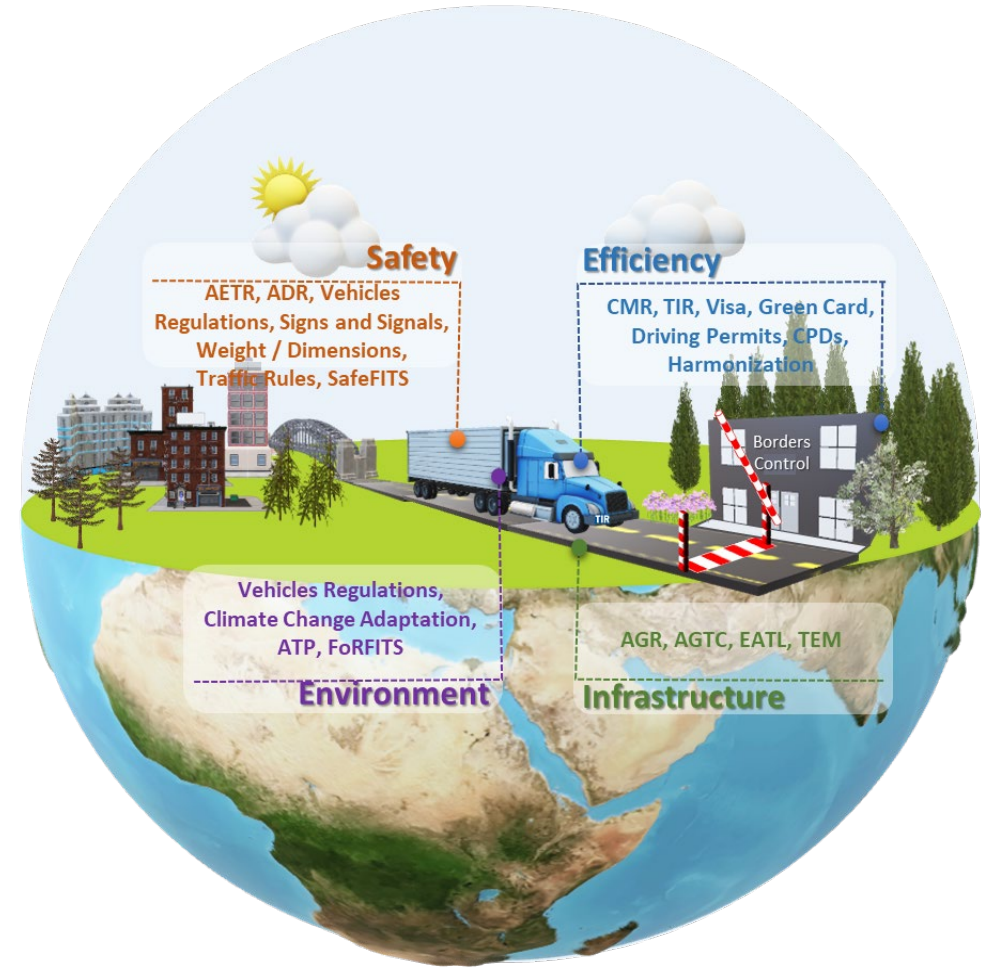 Safety
AETR, ADR, Vehicles
Regulations, Signs and Signals,
Weight / Dimensions,
Traffic Rules, SafeFITS
Efficiency
CMR, TIR, Visa, Green Card,
Driving Permits, CPDs,
Harmonization
Borders
Control
TIR
Vehicles Regulations,
Climate Change Adaptation,
ATP, FoRFITS
Environment
AGR, AGTC, EATL, TEM
Infrastructure